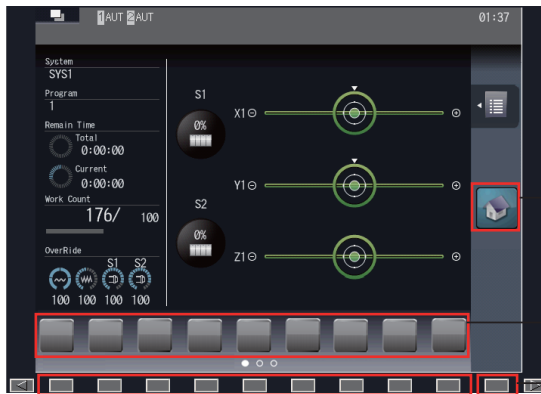 1AUT 2AUT
01:37
System
SYS1
Program
1
Remain Time
Total
0:00:00
Current
0:00:00
Work Count
176/ 100
OverRide
S1 S2
100 100 100 100
S1
0%
S2
0%
X1
Y1
Z1